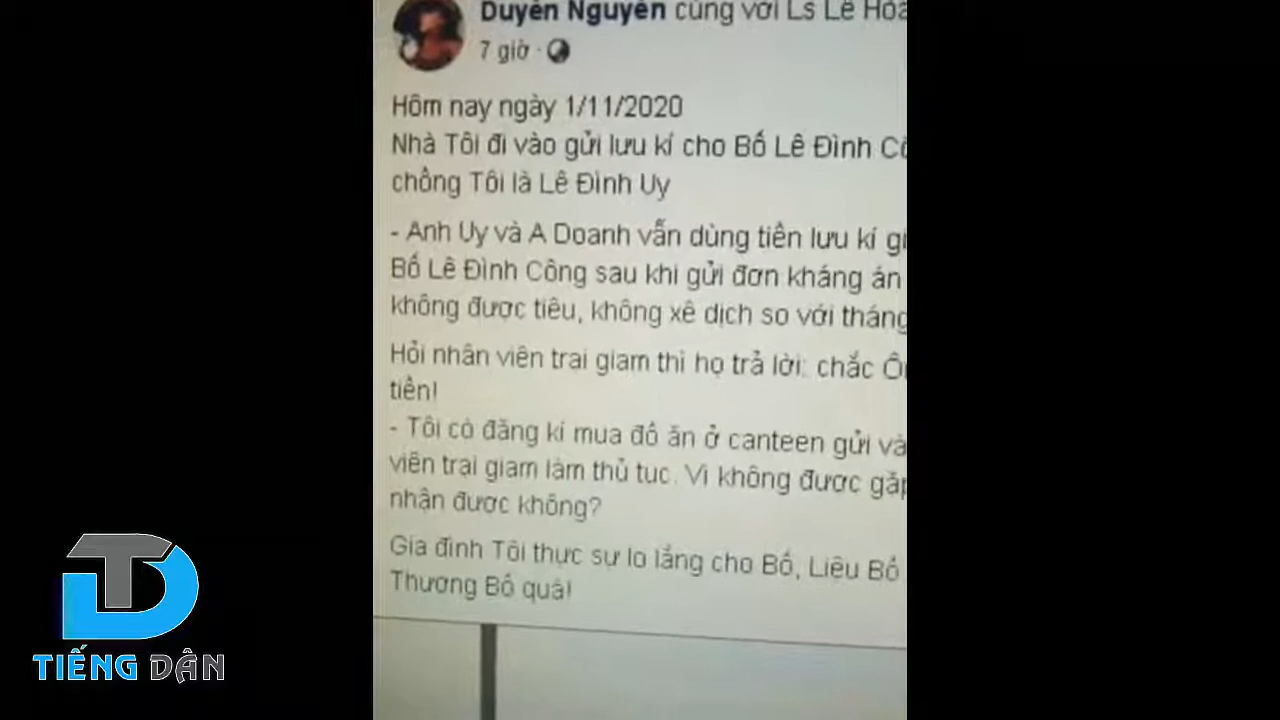 Duyên Nguyễn cùng với Ls Lê Hòa
7 giờ ·
Hôm nay ngày 1/11/2020
Nhà Tôi đi vào gửi lưu kí cho Bố Lê Đình Cô
chồng Tôi là Lê Đình Uy
- Anh Uy và A Doanh vẫn dùng tiền lưu kí
Bố Lê Đình Công sau khi gửi đơn kháng án
không được tiêu, không xê dịch so với tháng
Hỏi nhân viên trại giam thì họ trả lời: chắc
tiền!
- Tôi có đăng kí mua đồ ăn ở canteen gửi và
viên trại giam làm thủ tục. Vì không được gặp
nhận được không?
Gia đình Tôi thực sự lo lắng cho Bố, Liệu Bố
Thương Bố quá!
TD
TIẾNG DÂN